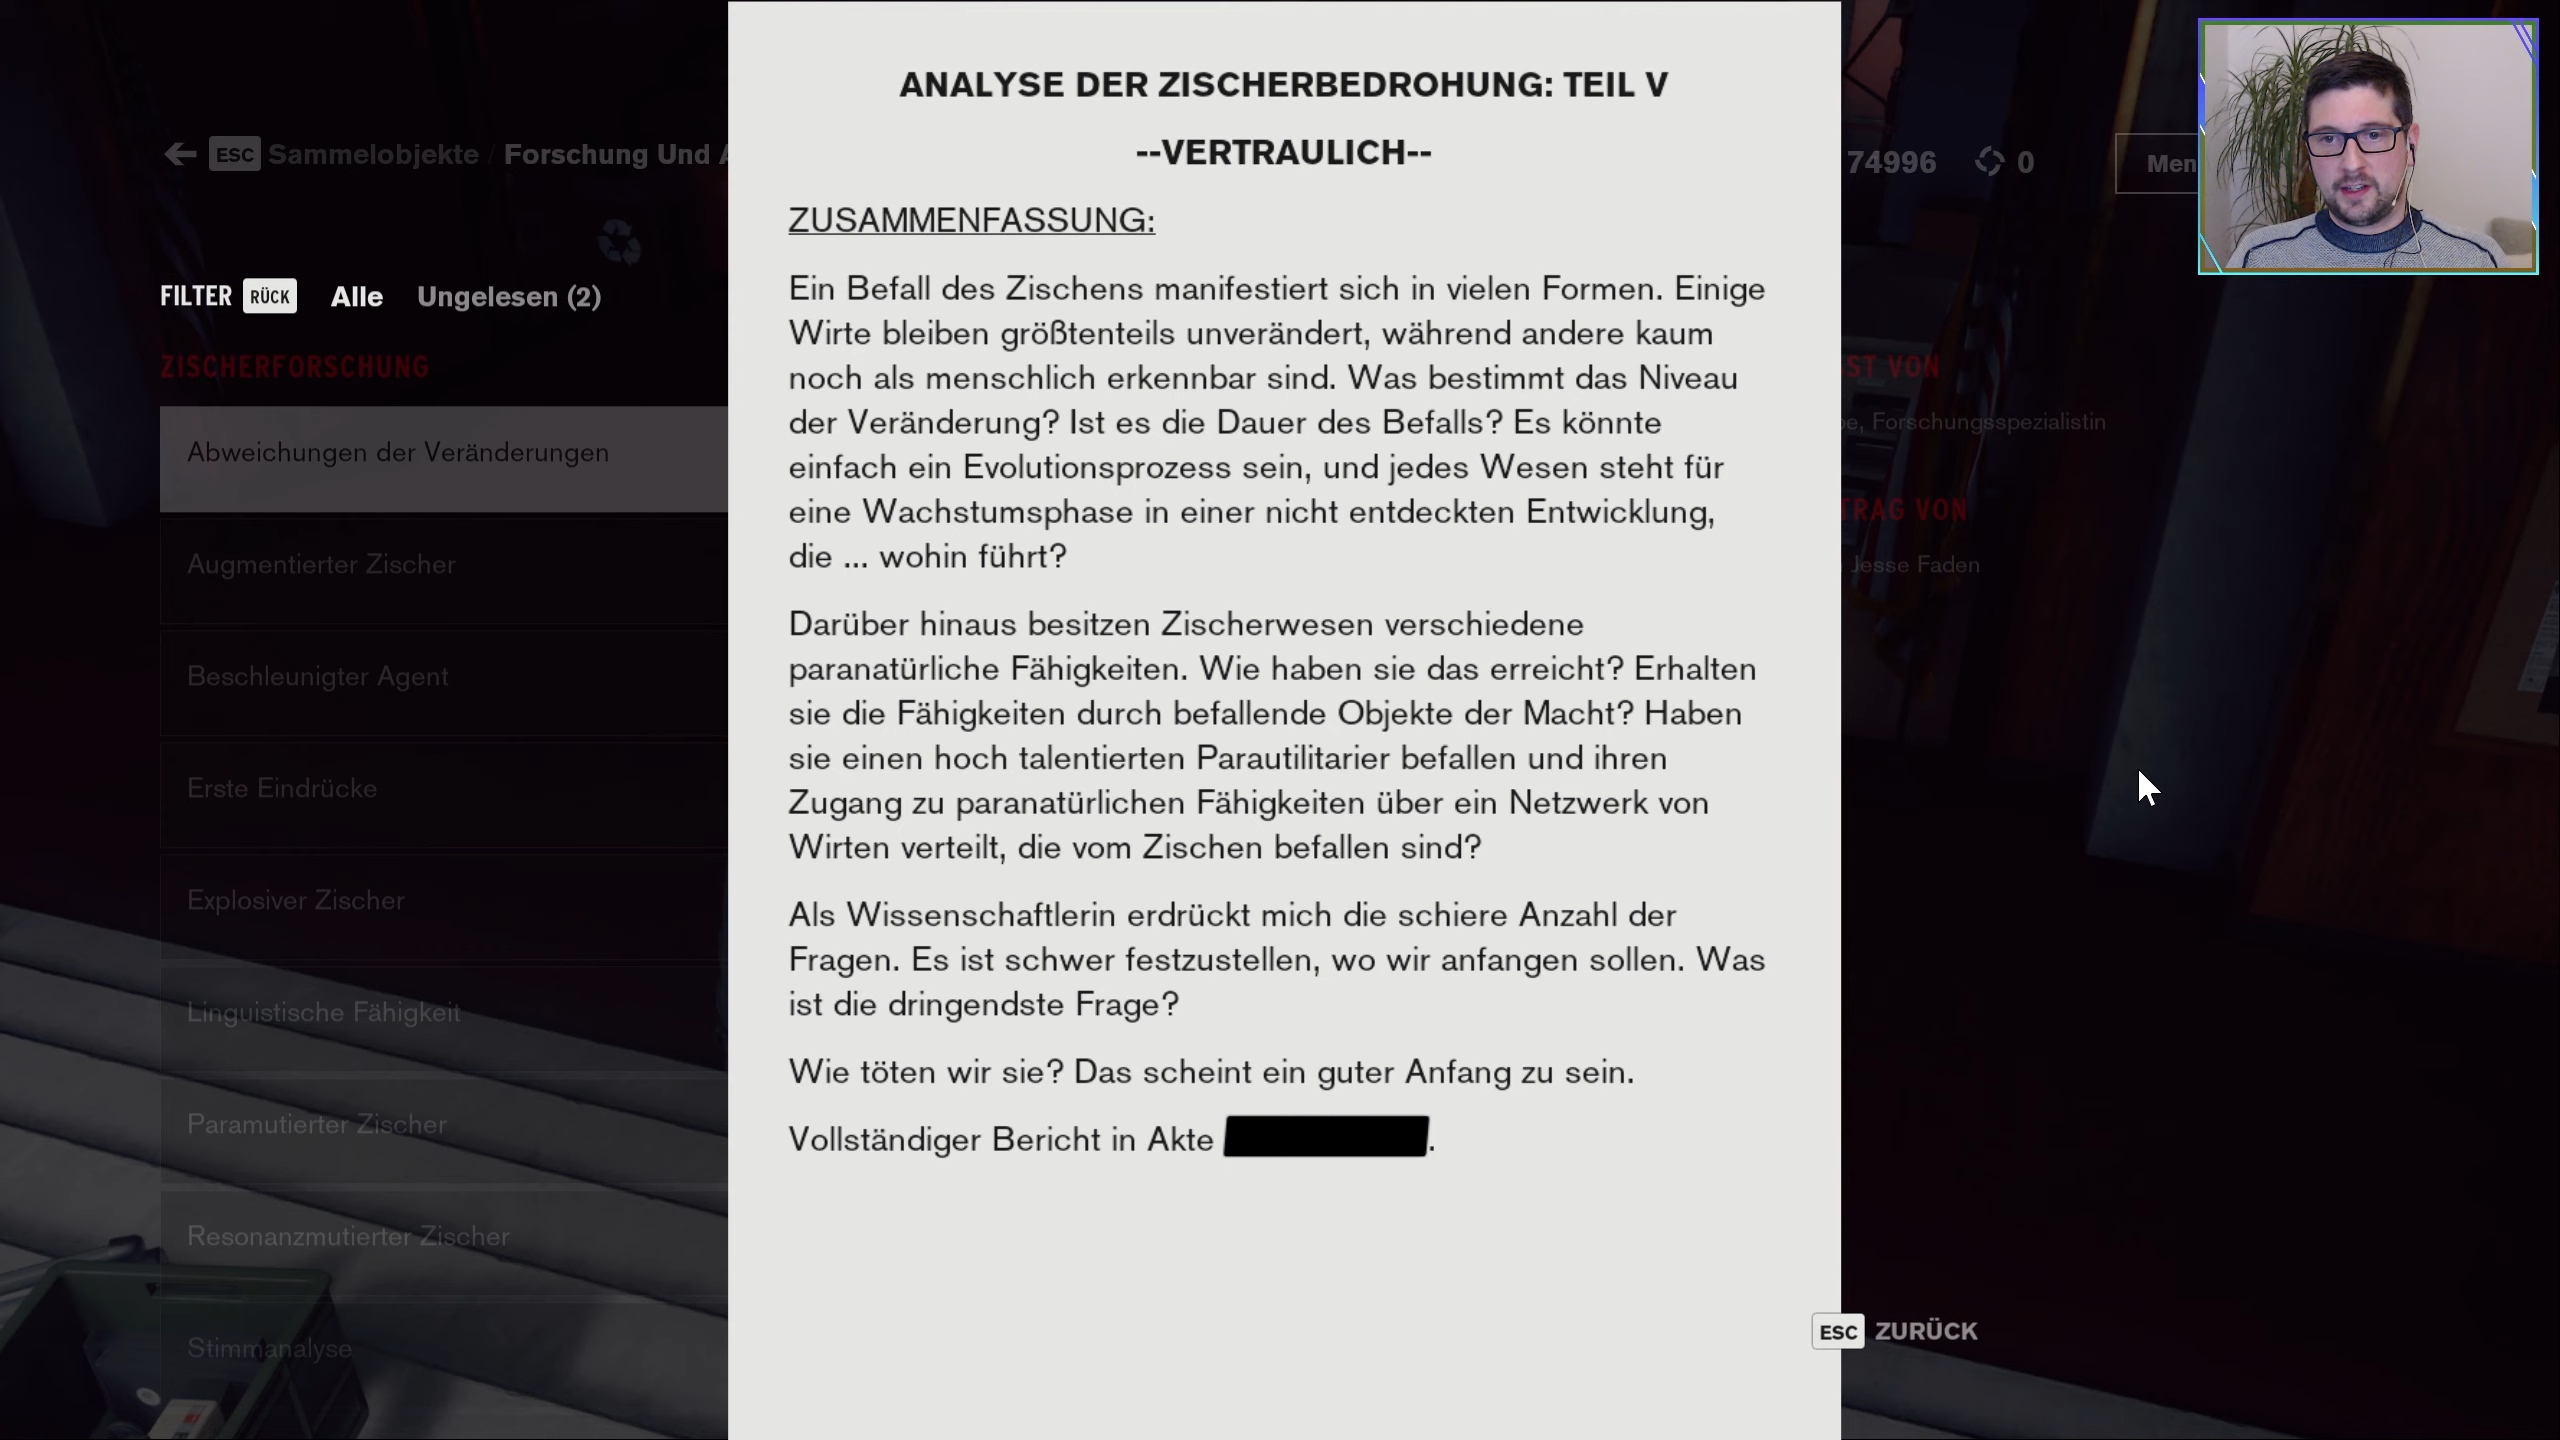 ANALYSE DER ZISCHERBEDROHUNG: TEIL V
--VERTRAULICH--
ZUSAMMENFASSUNG:
Ein Befall des Zischens manifestiert sich in vielen Formen. Einige
Wirte bleiben größtenteils unverändert, während andere kaum
noch als menschlich erkennbar sind. Was bestimmt das Niveau
der Veränderung? Ist es die Dauer des Befalls? Es könnte
einfach ein Evolutionsprozess sein, und jedes Wesen steht für
eine Wachstumsphase in einer nicht entdeckten Entwicklung,
die ... wohin führt?
Darüber hinaus besitzen Zischerwesen verschiedene
paranatürliche Fähigkeiten. Wie haben sie das erreicht? Erhalten
sie die Fähigkeiten durch befallende Objekte der Macht? Haben
sie einen hoch talentierten Parautilitarier befallen und ihren
Zugang zu paranatürlichen Fähigkeiten über ein Netzwerk von
Wirten verteilt, die vom Zischen befallen sind?
Als Wissenschaftlerin erdrückt mich die schiere Anzahl der
Fragen. Es ist schwer festzustellen, wo wir anfangen sollen. Was
ist die dringendste Frage?
Wie töten wir sie? Das scheint ein guter Anfang zu sein.
Vollständiger Bericht in Akte .
ESC Sammelobjekte / Forschung Und A
FILTER RÜCK Alle Ungelesen (2)
ZISCHERFORSCHUNG
Abweichungen der Veränderungen
Augmentierter Zischer
Beschleunigter Agent
Erste Eindrücke
Explosiver Zischer
Linguistische Fähigkeit
Paramutierter Zischer
Resonanzmutierter Zischer
Stimmanalyse
74996 0
Men
ST VON
pe, Forschungsspezialistin
TRAG VON
Jesse Faden
ESC ZURÜCK